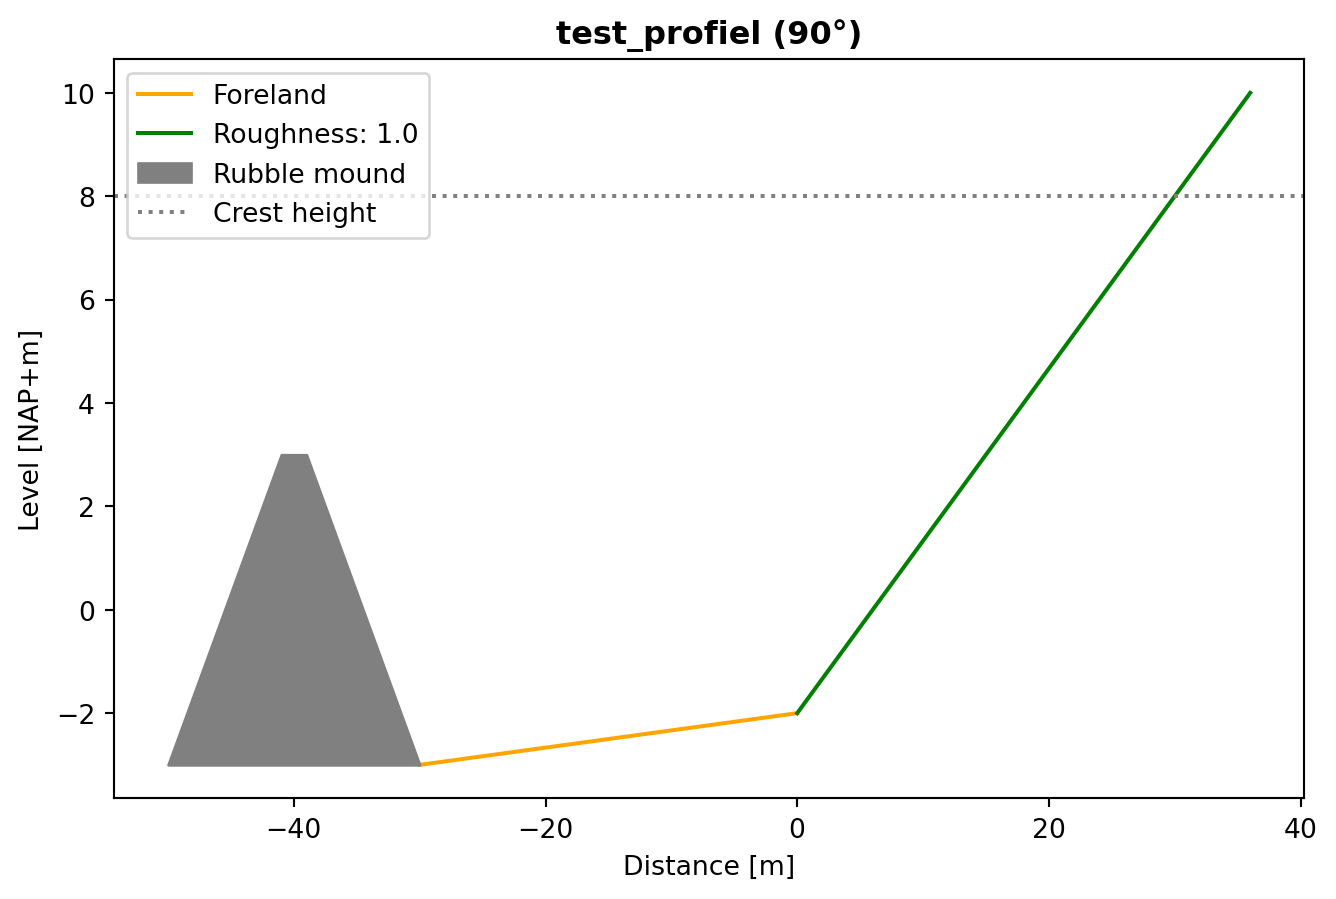 test_profiel (90°)
Foreland
Roughness: 1.0
Rubble mound
Crest height
Level [NAP+m]
10
8
6
4
2
0
−2
−40
−20
0
20
40
Distance [m]